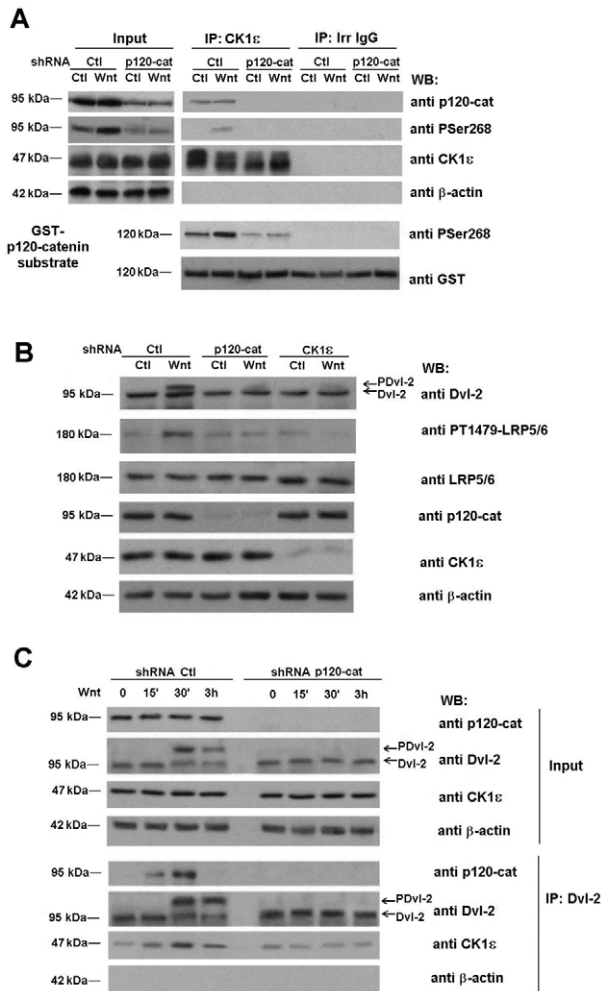 A
Input IP: CK1ε IP: Irr IgG
shRNA Ctl p120-cat Ctl p120-cat Ctl p120-cat
Ctl Wnt Ctl Wnt Ctl Wnt Ctl Wnt Ctl Wnt Ctl Wnt WB:
95 kDa— anti p120-cat
95 kDa— anti PSer268
47 kDa— anti CK1ε
42 kDa— anti β-actin
GST-
p120-catenin
substrate
120kDa— anti PSer268
120kDa— anti GST
B
shRNA Ctl p120-cat CK1ε
Ctl Wnt Ctl Wnt Ctl Wnt WB:
←PDvl-2
95 kDa— ←Dvl-2 anti Dvl-2
180 kDa— anti PT1479-LRP5/6
180 kDa— anti LRP5/6
95 kDa— anti p120-cat
47 kDa— anti CK1ε
42 kDa— anti β-actin
C
shRNA Ctl shRNA p120-cat
Wnt 0 15' 30' 3h 0 15' 30' 3h WB:
95 kDa— anti p120-cat
←PDvl-2
95 kDa— ←Dvl-2 anti Dvl-2
47 kDa— anti CK1ε
42 kDa— anti β-actin
Input
95 kDa— anti p120-cat
←PDvl-2
95 kDa— ←Dvl-2 anti Dvl-2
47 kDa— anti CK1ε
42 kDa— anti β-actin
IP: Dvl-2